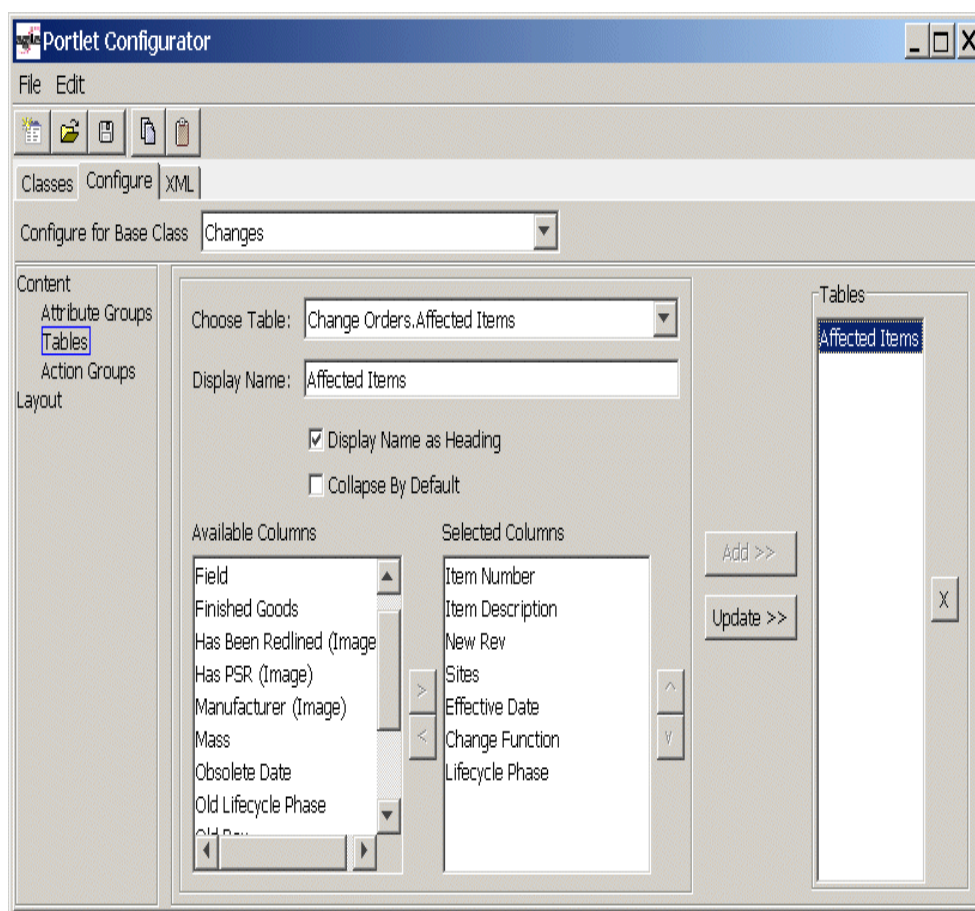 Portlet Configurator
File Edit
Classes Configure XML
Configure for Base Class Changes
Content
Attribute Groups
Tables
Action Groups
Layout
Choose Table: Change Orders.Affected Items
Display Name: Affected Items
Display Name as Heading
Collapse By Default
Available Columns
Field
Finished Goods
Has Been Redlined (Image
Has PSR (Image)
Manufacturer (Image)
Mass
Obsolete Date
Old Lifecycle Phase
>
<
Selected Columns
Item Number
Item Description
New Rev
Sites
Effective Date
Change Function
Lifecycle Phase
^
v
Add >>
Update >>
Tables
Affected Items
X